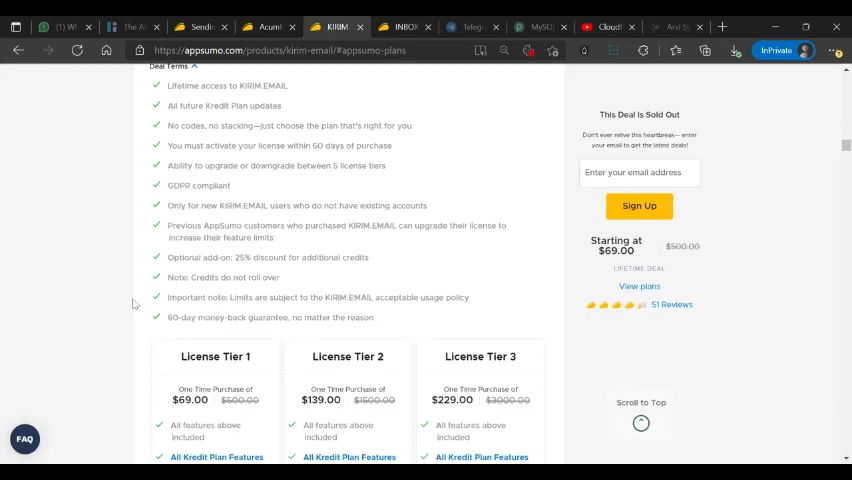 (1) Wh
The Al
Sendin
Acuml
KIRIM.
INBOX
Telegra
MySQL
Cloudf
Arvi Sy
https://appsumo.com/products/kirim-email/#appsumo-plans
InPrivate
Deal Terms
Lifetime access to KIRIM.EMAIL
All future Kredit Plan updates
No codes, no stacking—just choose the plan that's right for you
You must activate your license within 60 days of purchase
Ability to upgrade or downgrade between 5 license tiers
GDPR compliant
Only for new KIRIM.EMAIL users who do not have existing accounts
Previous AppSumo customers who purchased KIRIM.EMAIL can upgrade their license to
increase their feature limits
Optional add-on: 25% discount for additional credits
Note: Credits do not roll over
Important note: Limits are subject to the KIRIM.EMAIL acceptable usage policy
60-day money-back guarantee, no matter the reason
License Tier 1
One Time Purchase of
$69.00 $500.00
All features above
included
All Kredit Plan Features
License Tier 2
One Time Purchase of
$139.00 $1500.00
All features above
included
All Kredit Plan Features
License Tier 3
One Time Purchase of
$229.00 $3000.00
All features above
included
All Kredit Plan Features
This Deal is Sold Out
Don't ever relive this heartbreak— enter
your email to get the latest deals!
Enter your email address
Sign Up
Starting at
$69.00 $500.00
LIFETIME DEAL
View plans
51 Reviews
Scroll to Top
FAQ